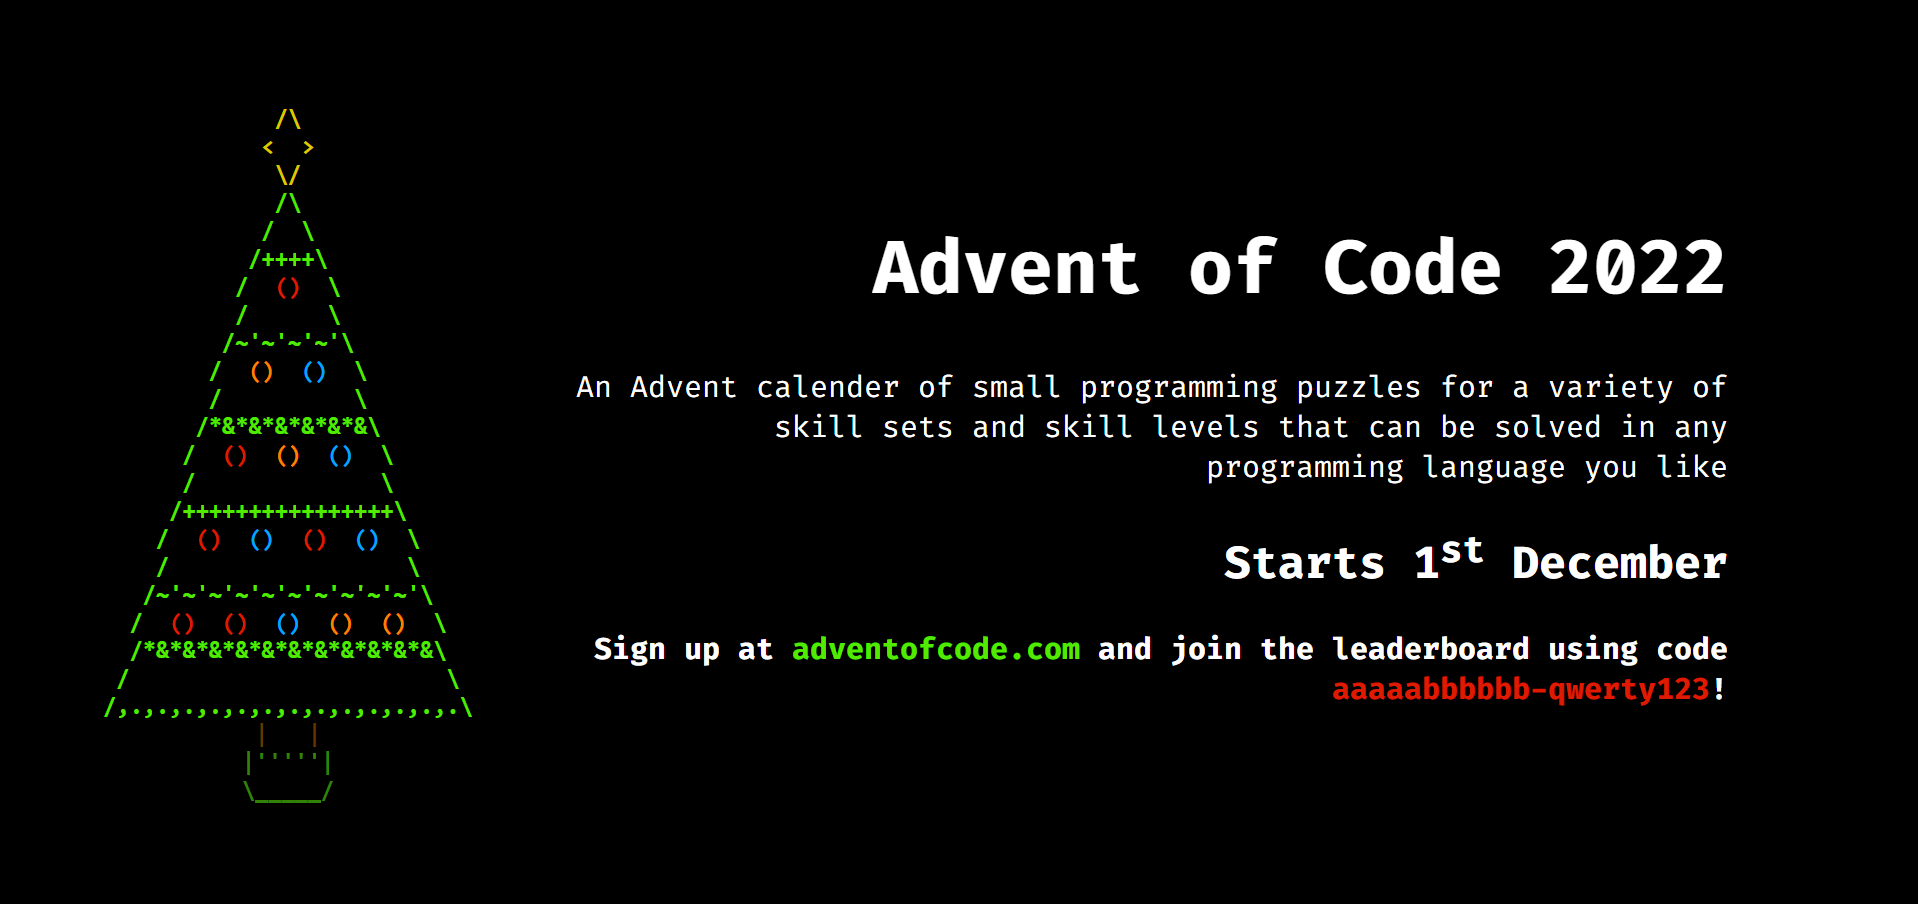 Advent of Code 2022
An Advent calender of small programming puzzles for a variety of
skill sets and skill levels that can be solved in any
programming language you like
Starts 1st December
Sign up at adventofcode.com and join the leaderboard using code
aaaaabbbbbb-qwerty123!